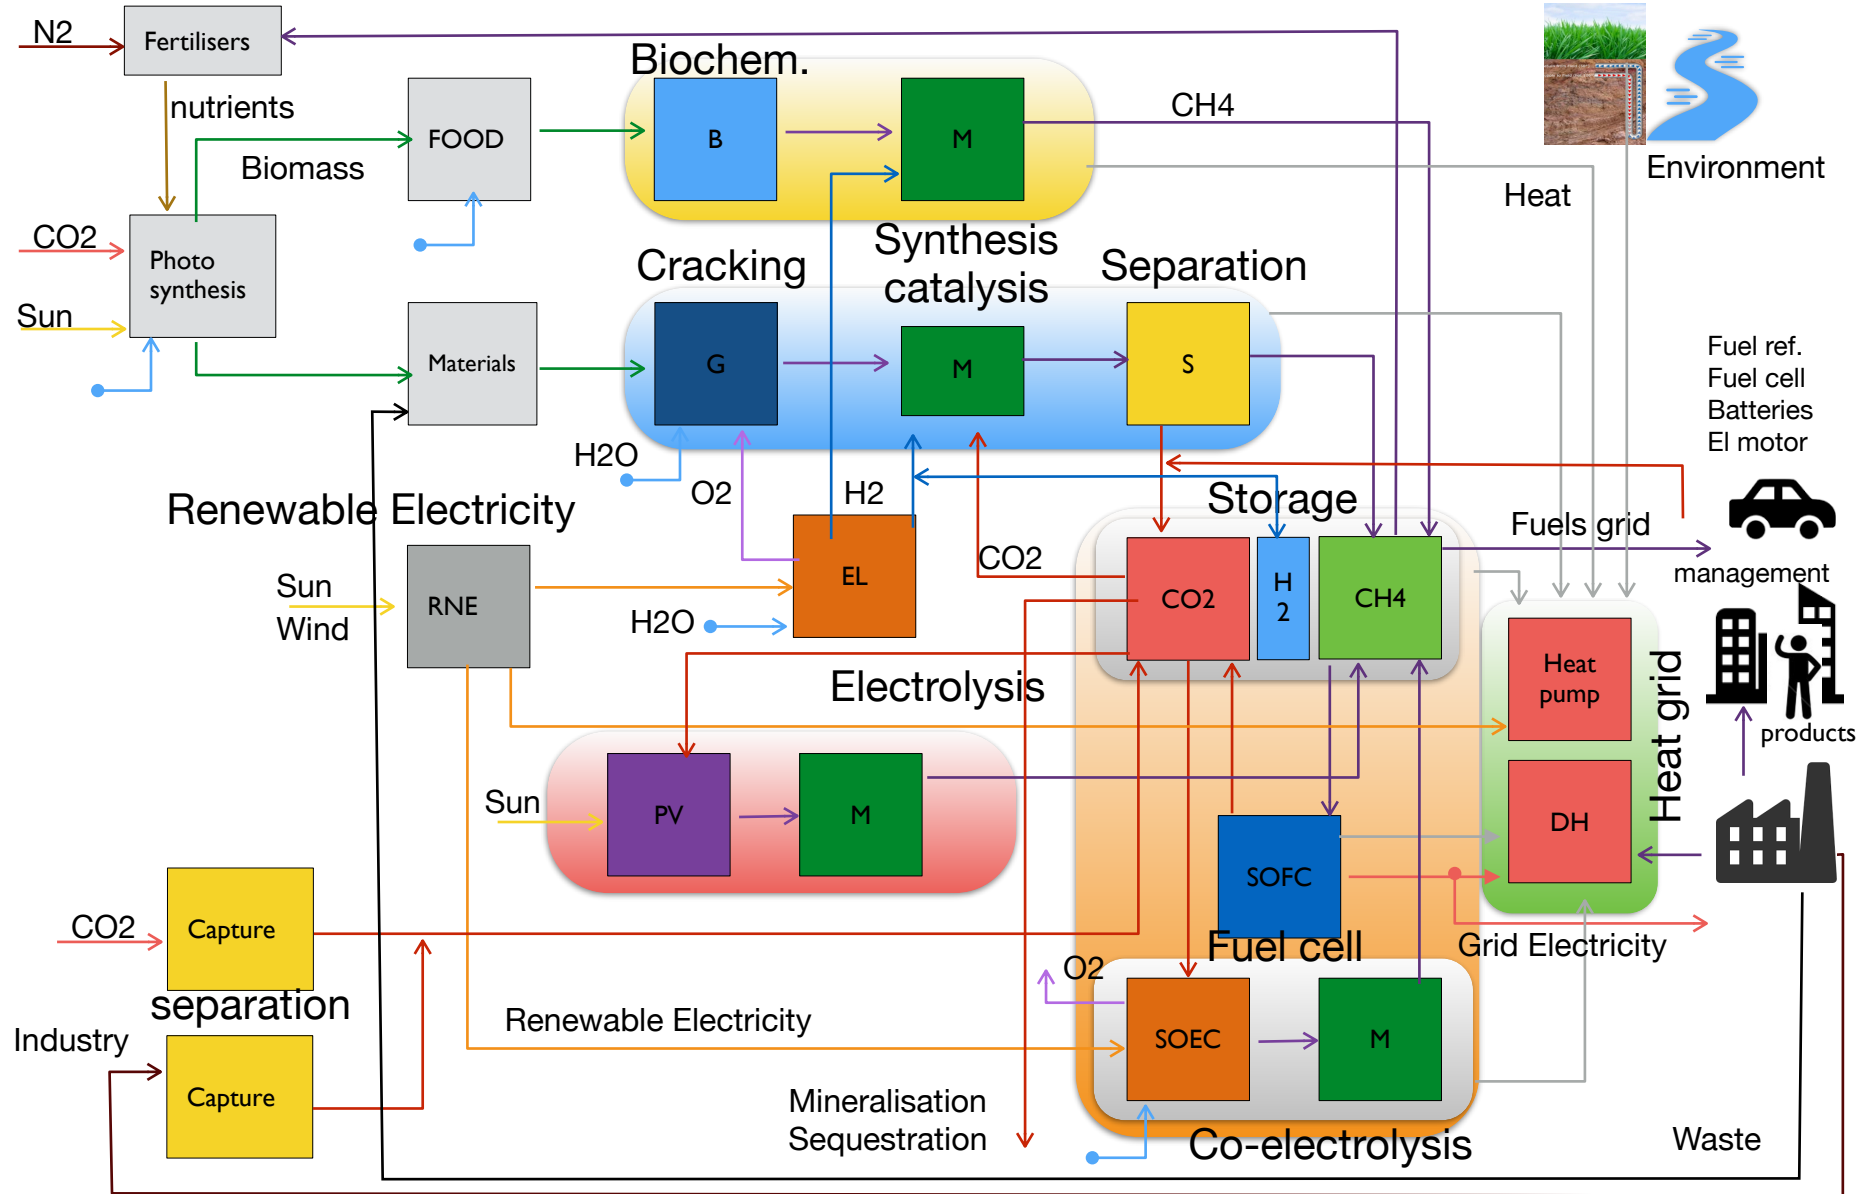 N2
Fertilisers
nutrients
Biomass
CO2
Photo
synthesis
Sun
FOOD
Materials
Biochem.
B
M
CH4
Heat
Environment
Cracking
Synthesis
catalysis
Separation
G
M
S
H2O
O2
H2
Fuel ref.
Fuel cell
Batteries
El motor
Renewable Electricity
Storage
Fuels grid
management
Sun
Wind
RNE
EL
H2O
CO2
CO2
H
2
CH4
Heat
pump
Heat grid
products
Electrolysis
Sun
PV
M
SOFC
DH
Fuel cell
Grid Electricity
CO2
Capture
separation
Industry
Capture
Renewable Electricity
O2
SOEC
M
Mineralisation
Sequestration
Co-electrolysis
Waste